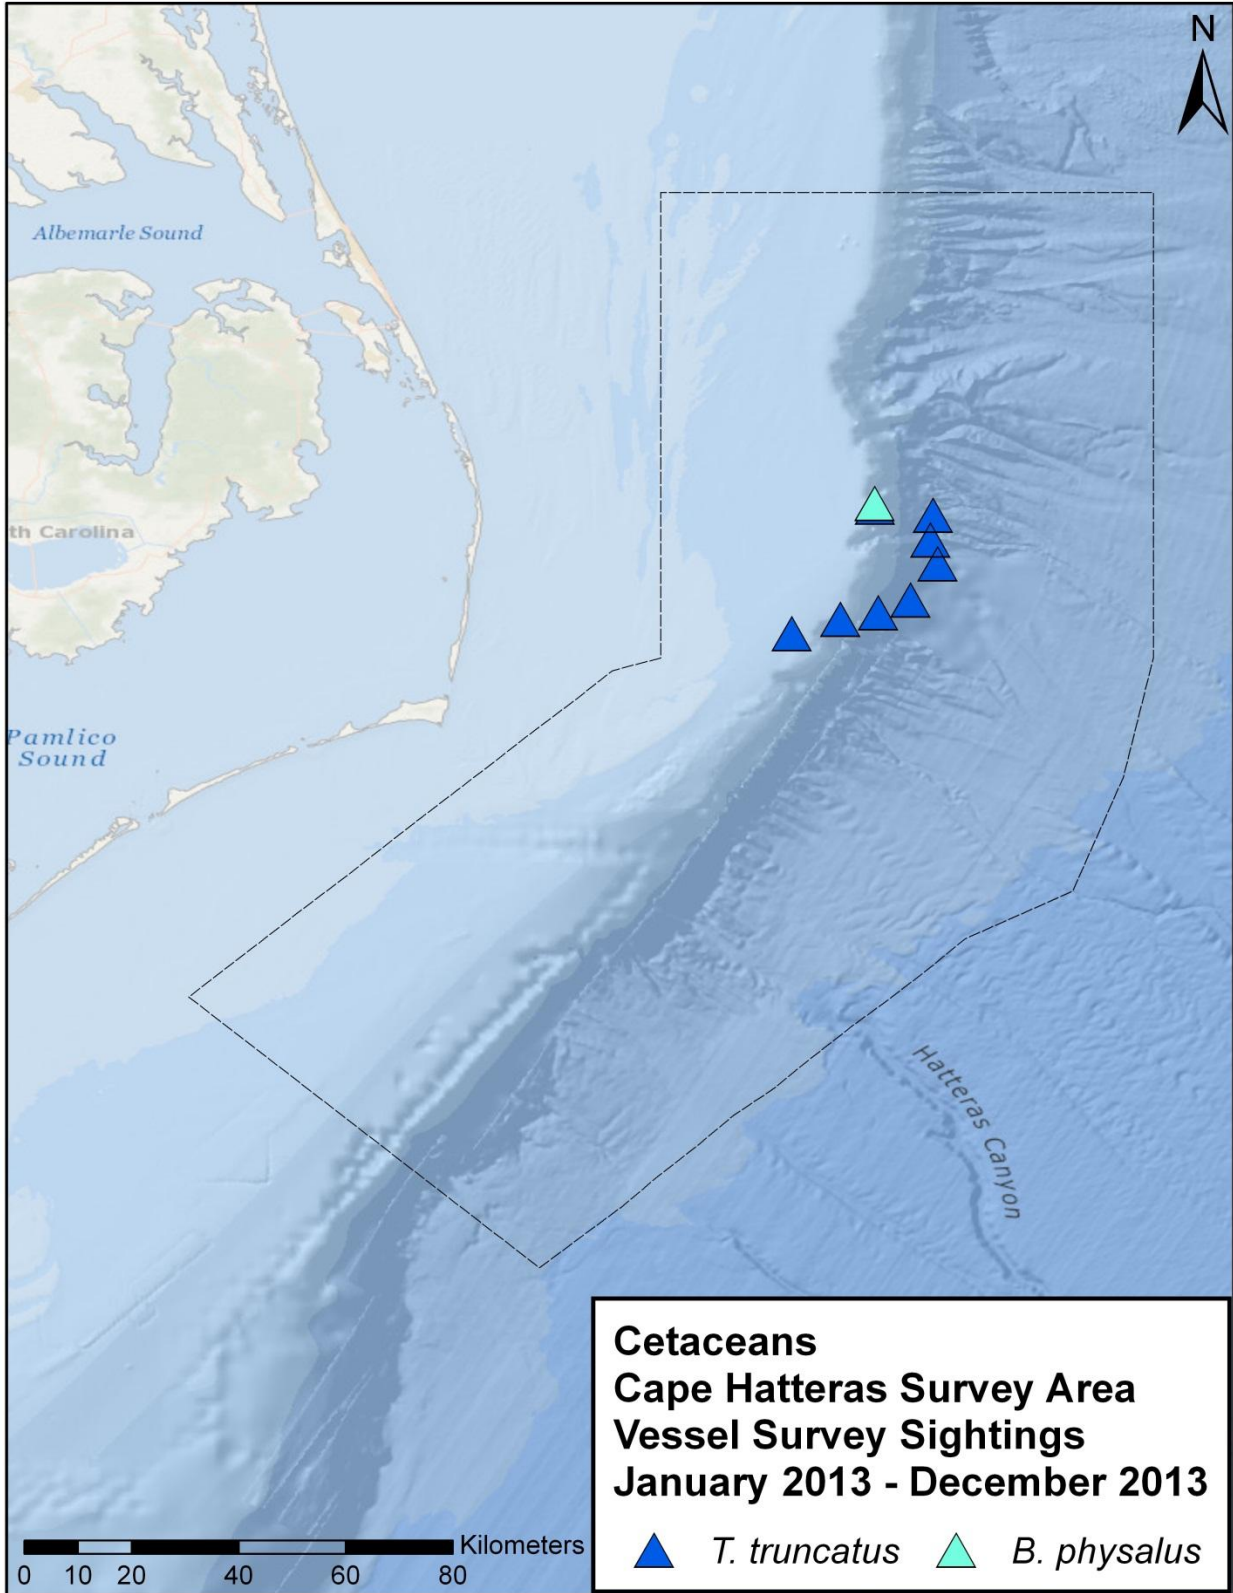 N
Albemarle Sound
th Carolina
Pamlico
Sound
Hatteras Canyon
Cetaceans
Cape Hatteras Survey Area
Vessel Survey Sightings
January 2013 - December 2013
T. truncatus B. physalus
Kilometers
0 10 20 40 60 80